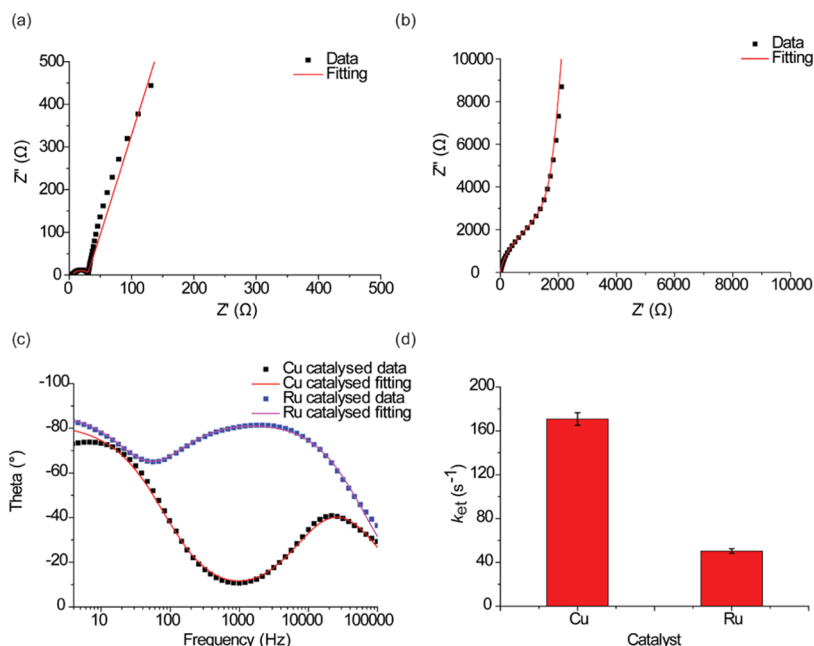 (a)
500
400
300
200
100
0
Z'' (Ω)
Data
Fitting
0 100 200 300 400 500
Z' (Ω)
(b)
10000
8000
6000
4000
2000
0
Z'' (Ω)
Data
Fitting
0 2000 4000 6000 8000 10000
Z' (Ω)
(c)
Cu catalysed data
Cu catalysed fitting
Ru catalysed data
Ru catalysed fitting
-100
-80
-60
-40
-20
0
Theta (°)
10 100 1000 10000 100000
Frequency (Hz)
(d)
200
160
120
80
40
0
ket (s-1)
Cu Ru
Catalyst